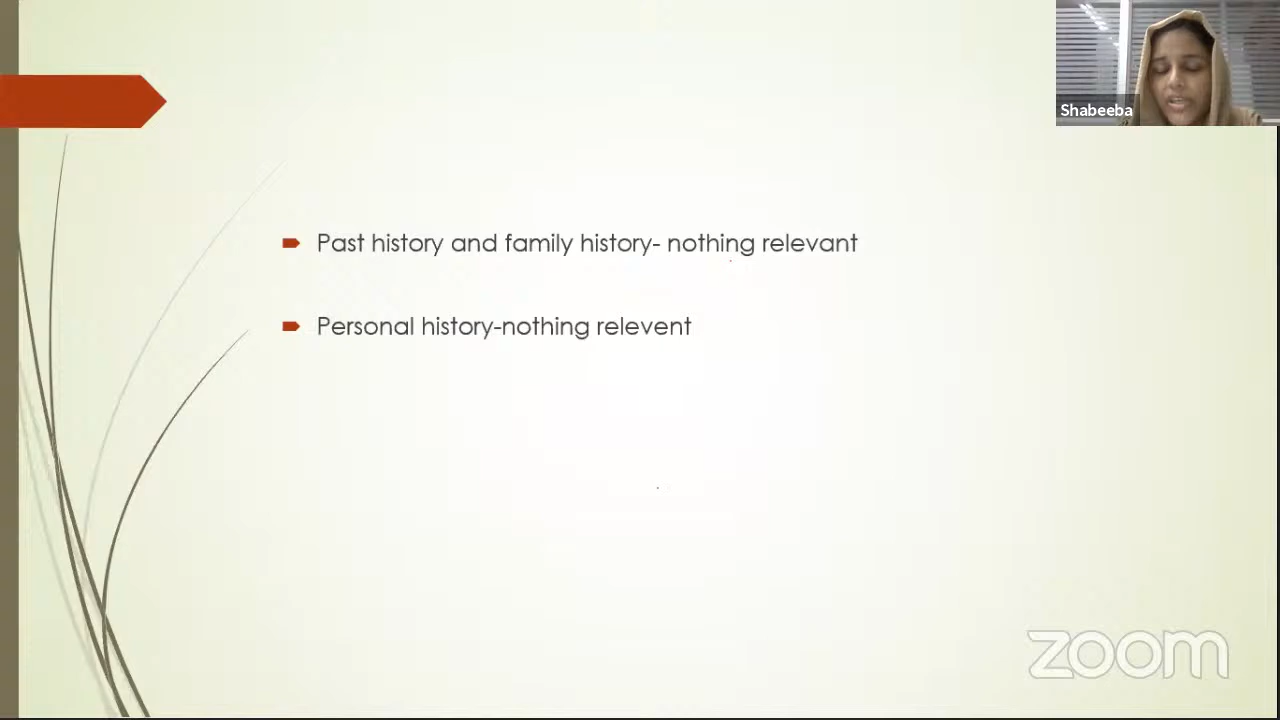 Shabeeba
Past history and family history- nothing relevant
Personal history-nothing relevent
zoom